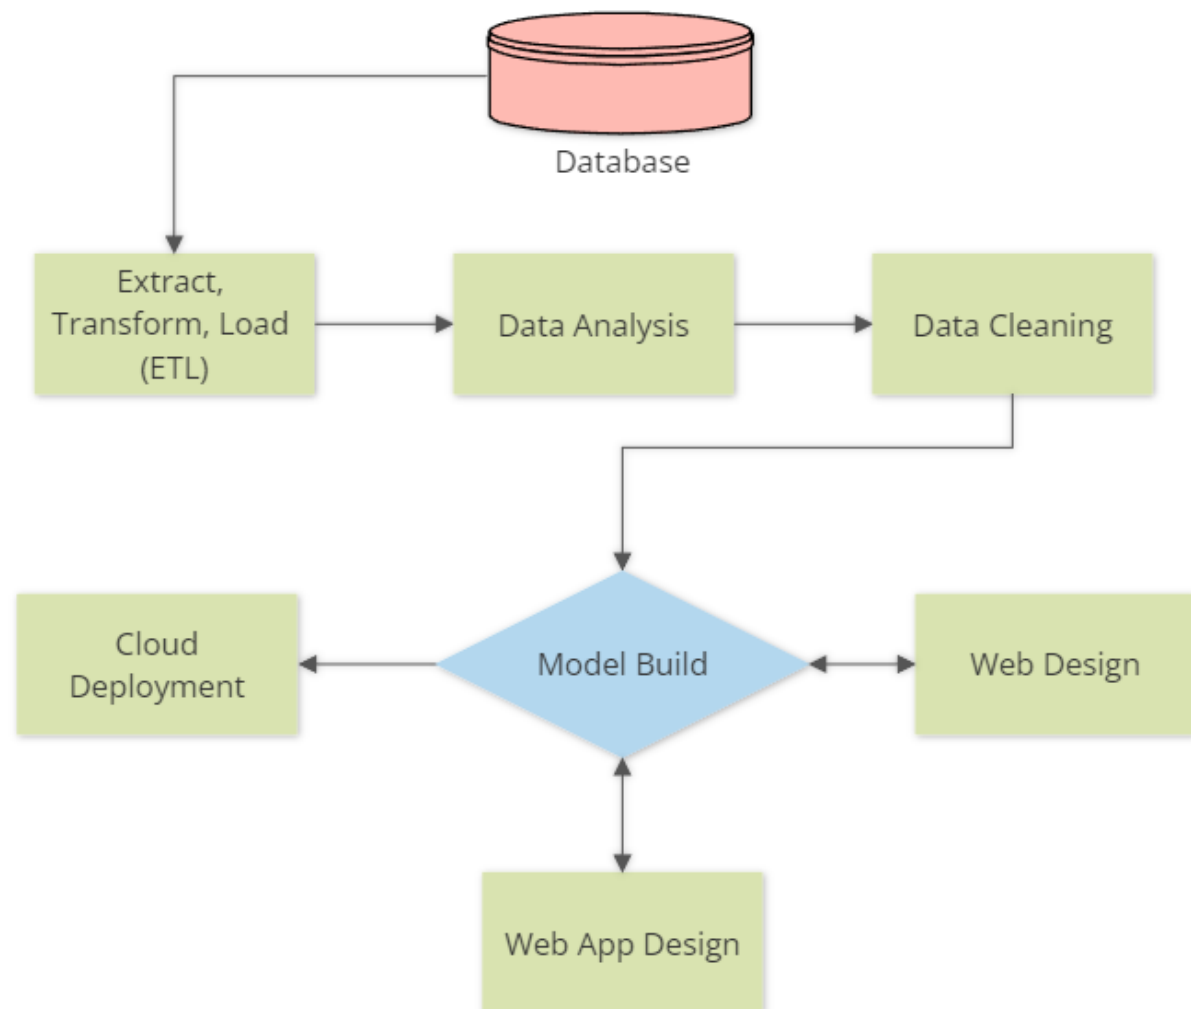 Database
Extract,
Transform, Load
(ETL)
Data Analysis
Data Cleaning
Cloud
Deployment
Model Build
Web Design
Web App Design